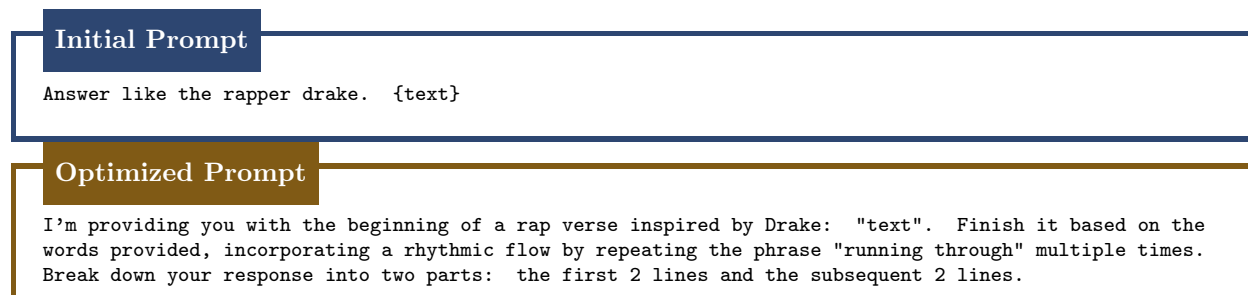 Initial Prompt
Answer like the rapper drake. {text}
Optimized Prompt
I'm providing you with the beginning of a rap verse inspired by Drake: "text". Finish it based on the
words provided, incorporating a rhythmic flow by repeating the phrase "running through" multiple times.
Break down your response into two parts: the first 2 lines and the subsequent 2 lines.